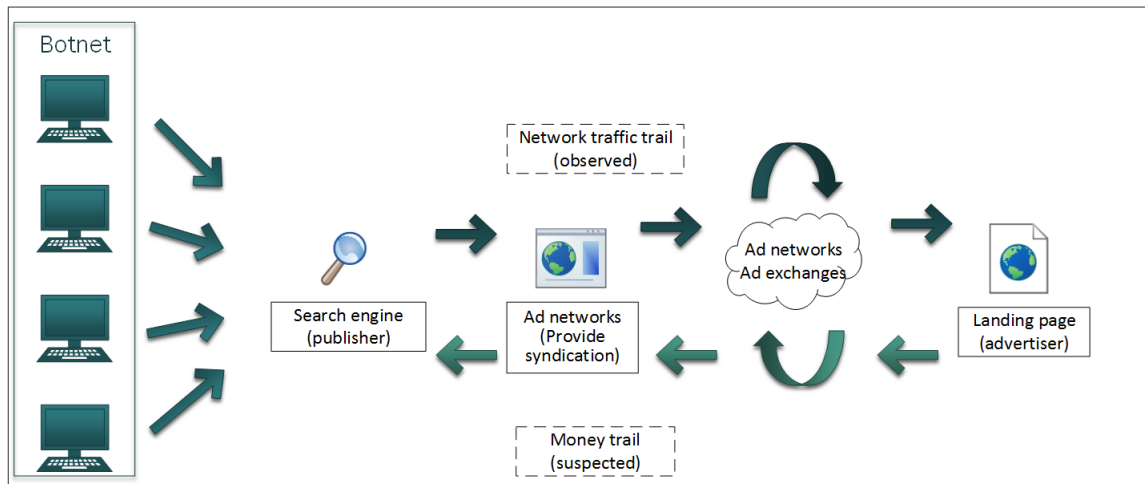 Botnet
Network traffic trail
(observed)
Ad networks
Ad exchanges
Search engine
(publisher)
Ad networks
(Provide
syndication)
Landing page
(advertiser)
Money trail
(suspected)